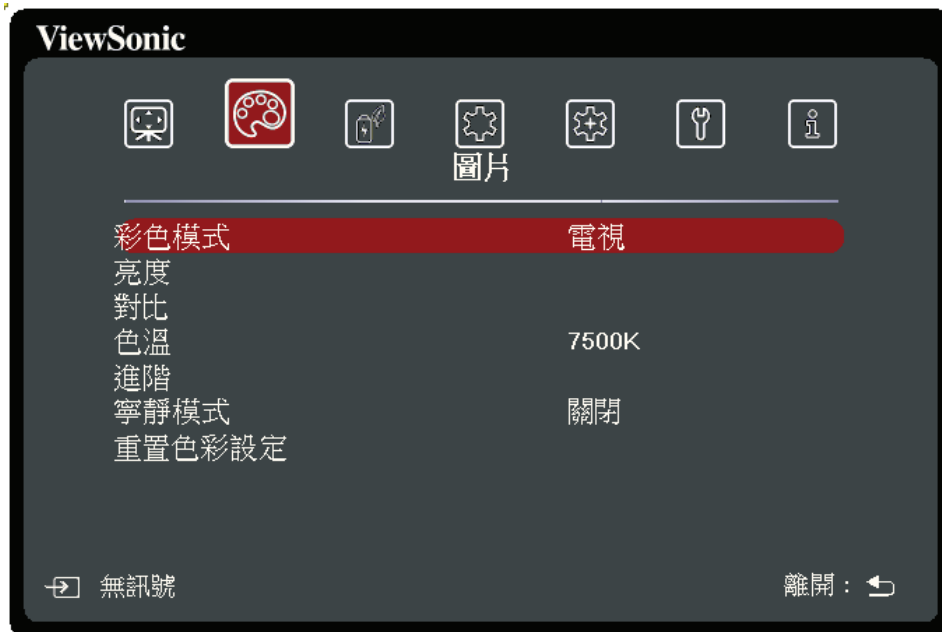 ViewSonic
圖片
彩色模式 電視
亮度
對比
色溫 7500K
進階
寧靜模式 關閉
重置色彩設定
無訊號 離開：